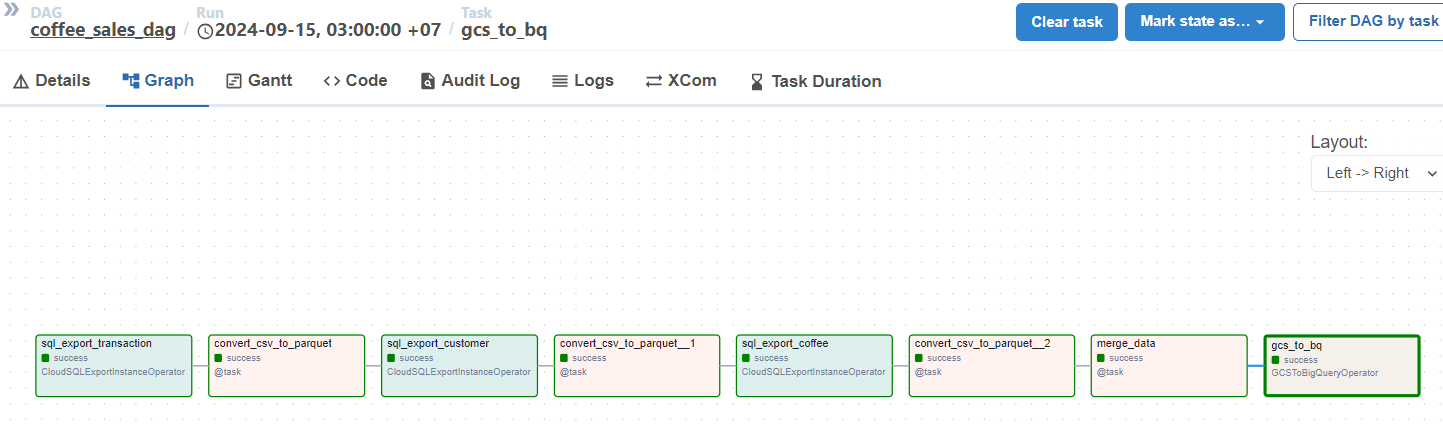 DAG
Run
Task
coffee_sales_dag / 2024-09-15, 03:00:00 +07 / gcs_to_bq
Clear task
Mark state as…
Filter DAG by task
Details
Graph
Gantt
Code
Audit Log
Logs
XCom
Task Duration
Layout:
Left -> Right
sql_export_transaction
success
CloudSQLExportInstanceOperator
convert_csv_to_parquet
success
@task
sql_export_customer
success
CloudSQLExportInstanceOperator
convert_csv_to_parquet__1
success
@task
sql_export_coffee
success
CloudSQLExportInstanceOperator
convert_csv_to_parquet__2
success
@task
merge_data
success
@task
gcs_to_bq
success
GCSToBigQueryOperator